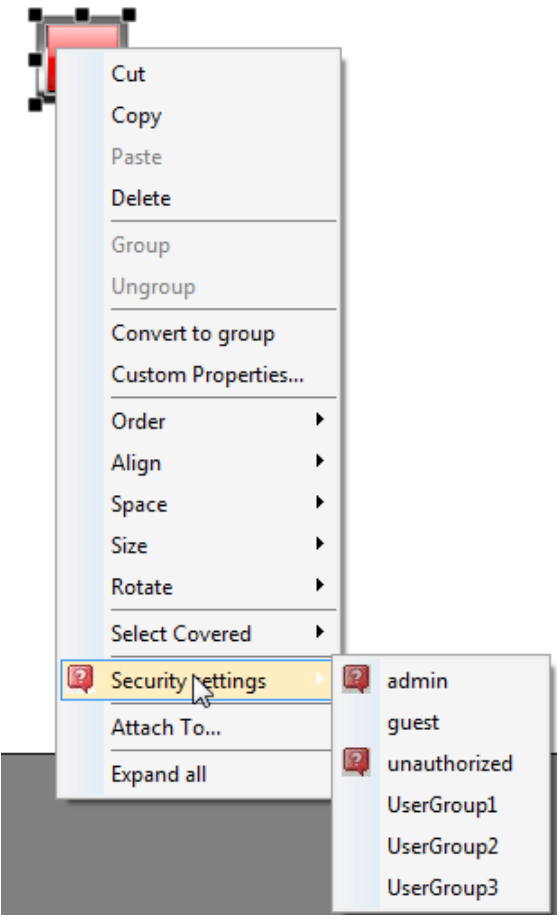 Cut
Copy
Paste
Delete
Group
Ungroup
Convert to group
Custom Properties...
Order
Align
Space
Size
Rotate
Select Covered
Security settings
admin
guest
unauthorized
UserGroup1
UserGroup2
UserGroup3
Attach To...
Expand all